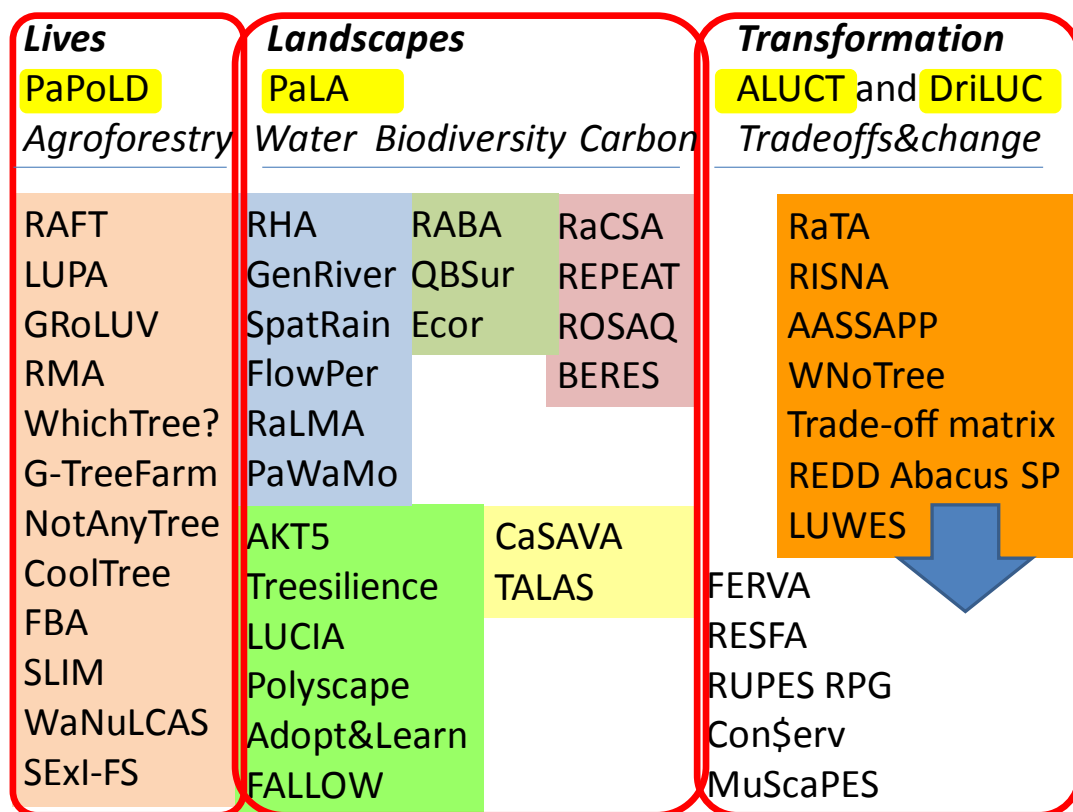 Lives
PaPoLD
Agroforestry
RAFT
LUPA
GRoLUV
RMA
WhichTree?
G-TreeFarm
NotAnyTree
CoolTree
FBA
SLIM
WaNuLCAS
SExI-FS
Landscapes
PaLA
Water Biodiversity Carbon
RHA
GenRiver
SpatRain
FlowPer
RaLMA
PaWaMo
RABA
QBSur
Ecor
RaCSA
REPEAT
ROSAQ
BERES
AKT5
Treesilience
LUCIA
Polyscape
Adopt&Learn
FALLOW
CaSAVA
TALAS
Transformation
ALUCT and DriLUC
Tradeoffs&change
RaTA
RISNA
AASSAPP
WNoTree
Trade-off matrix
REDD Abacus SP
LUWES
FERVA
RESFA
RUPES RPG
Con$erv
MuScaPES